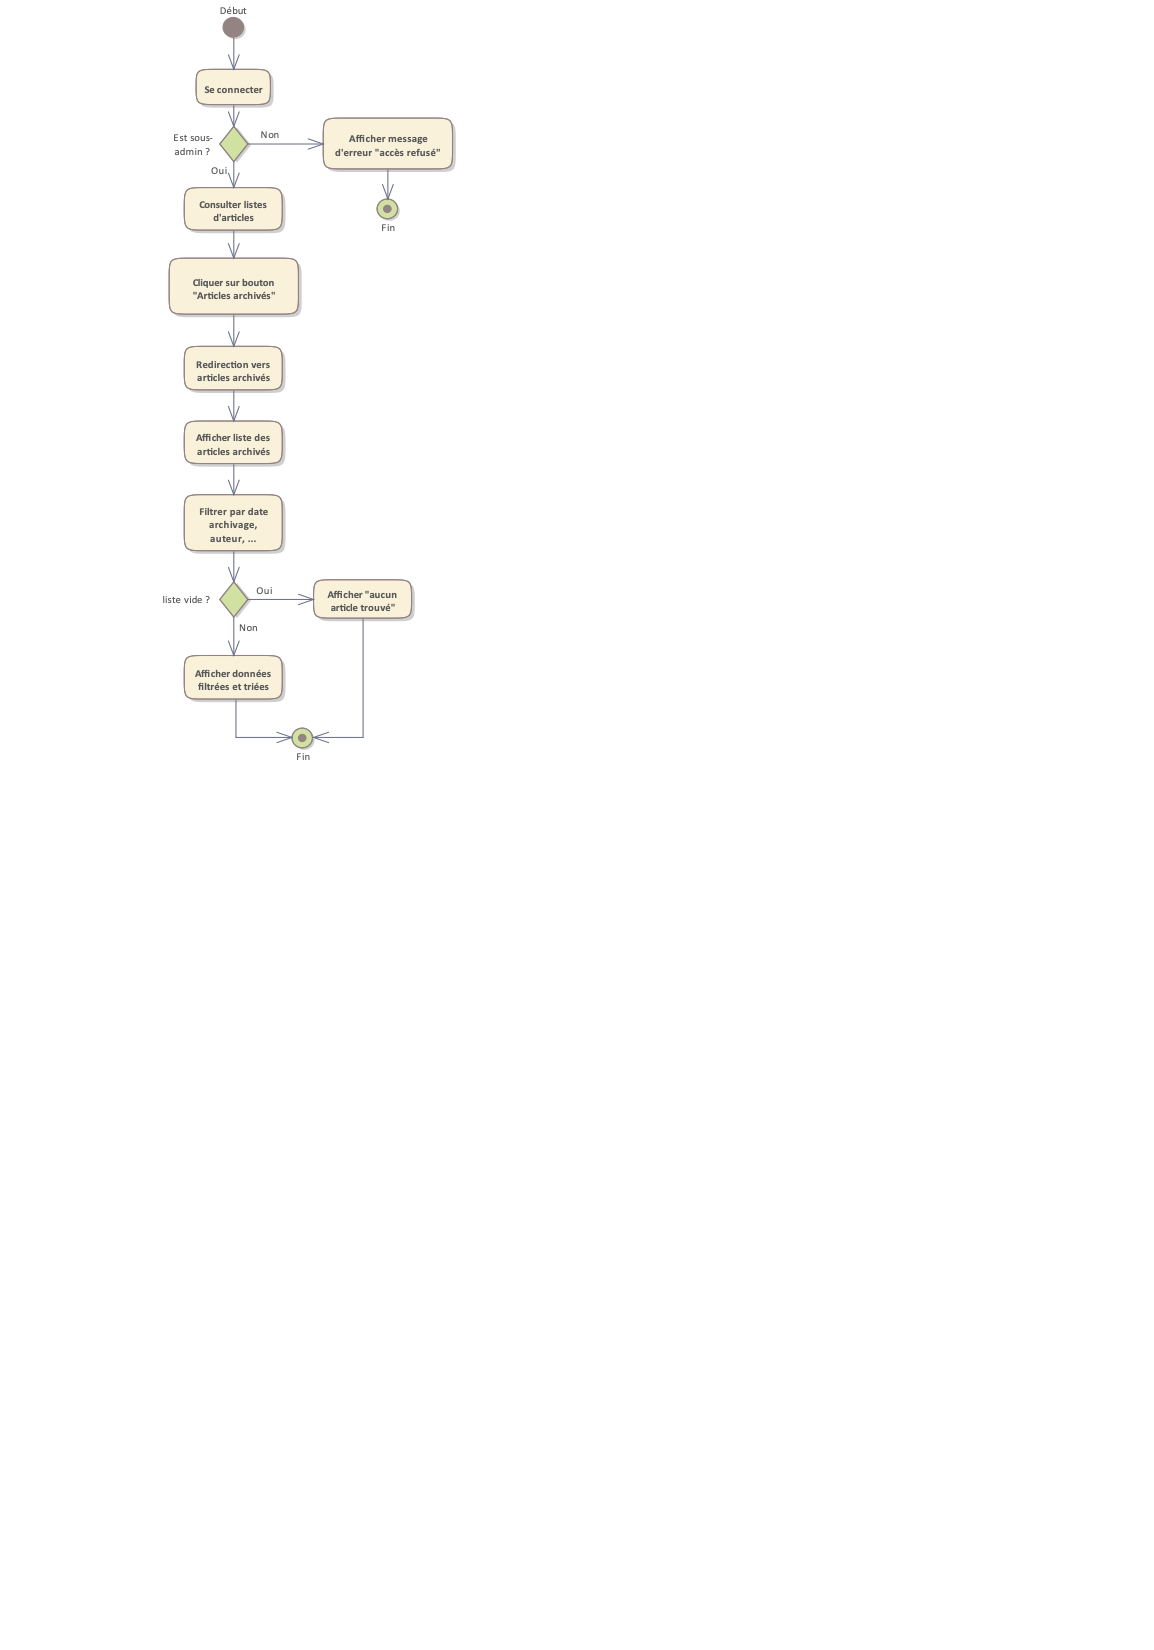 Début
Se connecter
Est sous-
admin ?
Non
Afficher message
d'erreur "accès refusé"
Oui
Fin
Consulter listes
d'articles
Cliquer sur bouton
"Articles archivés"
Redirection vers
articles archivés
Afficher liste des
articles archivés
Filtrer par date
archivage,
auteur, ...
liste vide ?
Oui
Afficher "aucun
article trouvé"
Non
Afficher données
filtrées et triées
Fin